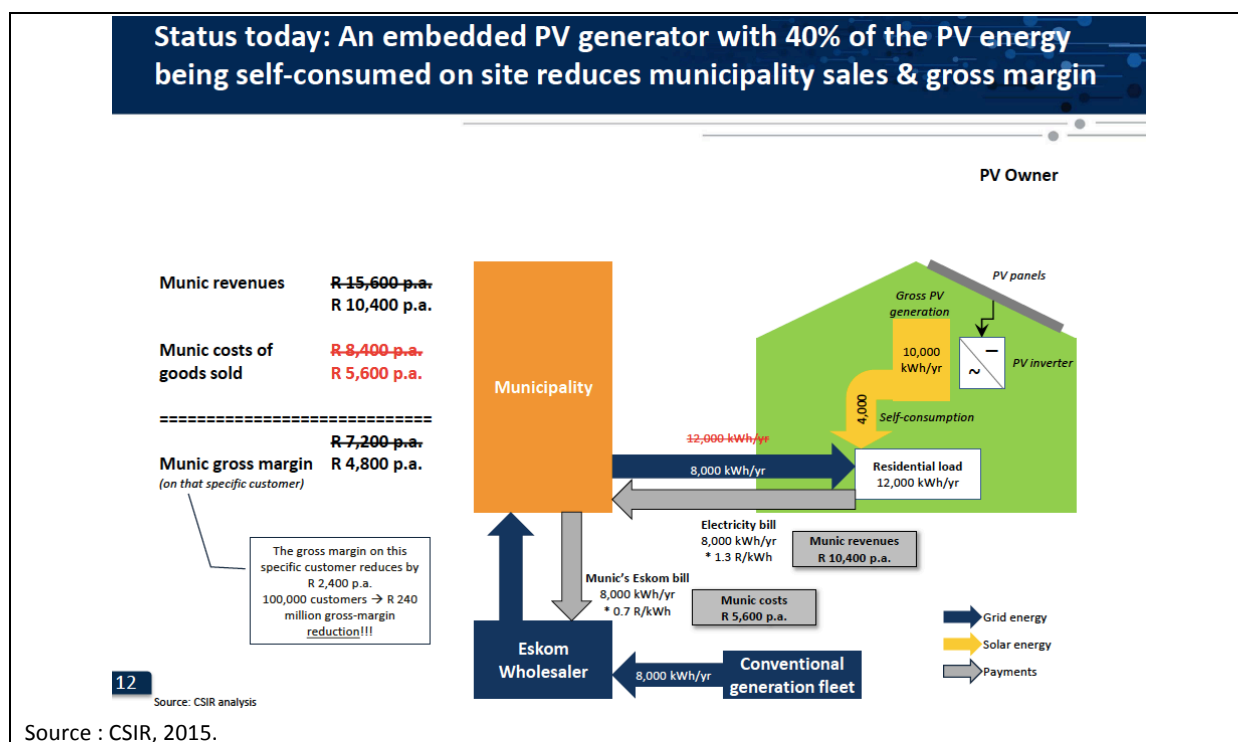 Status today: An embedded PV generator with 40% of the PV energy
being self-consumed on site reduces municipality sales & gross margin
PV Owner
Munic revenues
R 15,600 p.a.
R 10,400 p.a.
Munic costs of
goods sold
R 8,400 p.a.
R 5,600 p.a.
==============================
R 7,200 p.a.
Munic gross margin R 4,800 p.a.
(on that specific customer)
The gross margin on this
specific customer reduces by
R 2,400 p.a.
100,000 customers → R 240
million gross-margin
reduction!!!
Municipality
PV panels
Gross PV
generation
10,000
kWh/yr
PV inverter
4,000
Self-consumption
12,000 kWh/yr
8,000 kWh/yr
Residential load
12,000 kWh/yr
Electricity bill
8,000 kWh/yr
* 1.3 R/kWh
Munic revenues
R 10,400 p.a.
Munic's Eskom bill
8,000 kWh/yr
* 0.7 R/kWh
Munic costs
R 5,600 p.a.
Eskom
Wholesaler
8,000 kWh/yr
Conventional
generation fleet
Grid energy
Solar energy
Payments
12
Source: CSIR analysis
Source : CSIR, 2015.